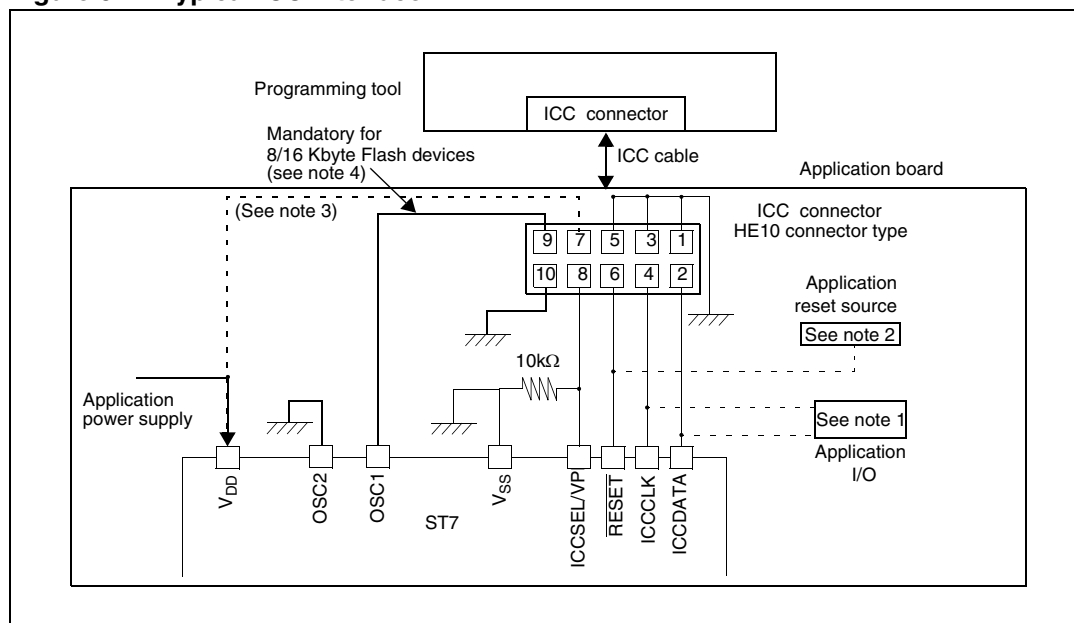 Programming tool
ICC connector
Mandatory for
8/16 Kbyte Flash devices
(see note 4)
ICC cable
Application board
(See note 3)
ICC connector
HE10 connector type
9 7 5 3 1
10 8 6 4 2
Application
reset source
See note 2
10kΩ
Application
power supply
See note 1
Application
I/O
VDD
OSC2
OSC1
VSS
ICCSEL/VP
RESET
ICCCLK
ICCDATA
ST7